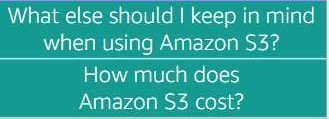 What else should I keep in mind
when using Amazon S3?
How much does
Amazon S3 cost?